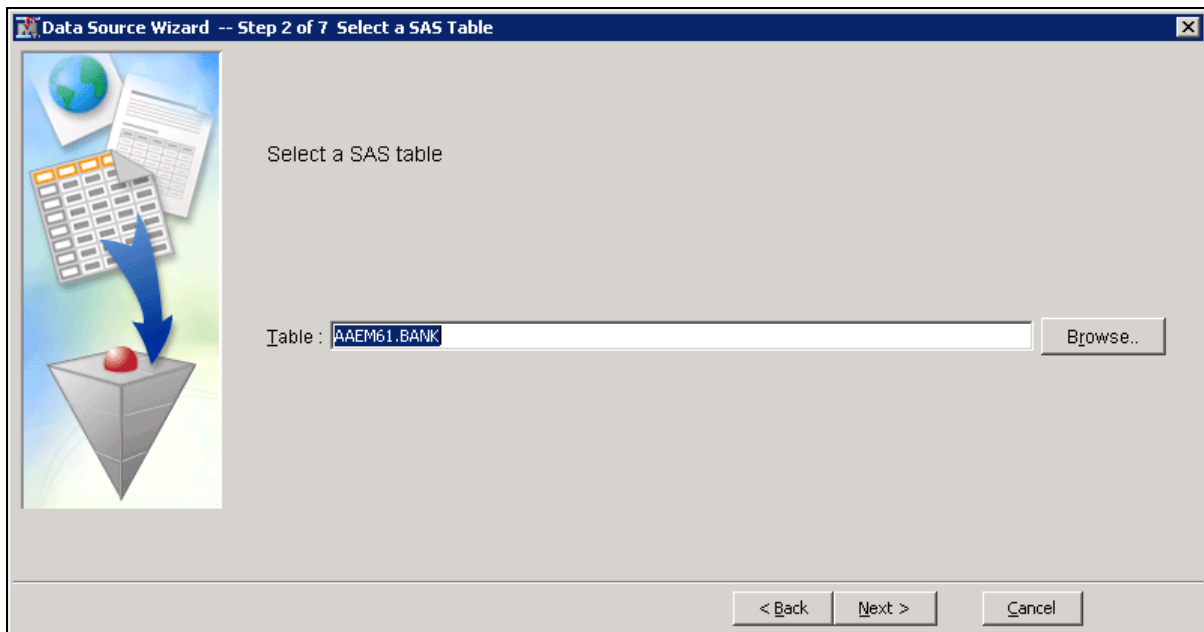 Data Source Wizard -- Step 2 of 7 Select a SAS Table
Select a SAS table
Table : AAEM61.BANK Browse..
< Back Next > Cancel